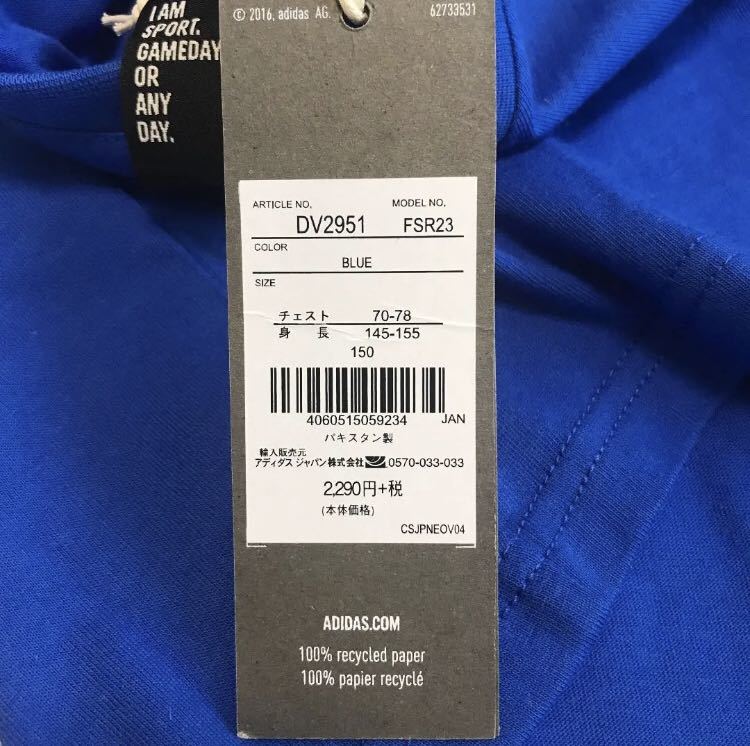 I AM
SPORT.
GAMEDAY
OR
ANY
DAY.
© 2016, adidas AG. 62733531
ARTICLE NO. MODEL NO.
DV2951 FSR23
COLOR
BLUE
SIZE
チェスト 70-78
身 長 145-155
150
4060515059234 JAN
パキスタン製
輸入販売元
アディダス ジャパン株式会社 0570-033-033
2,290円+税
(本体価格)
CSJPNEOV04
ADIDAS.COM
100% recycled paper
100% papier recyclé